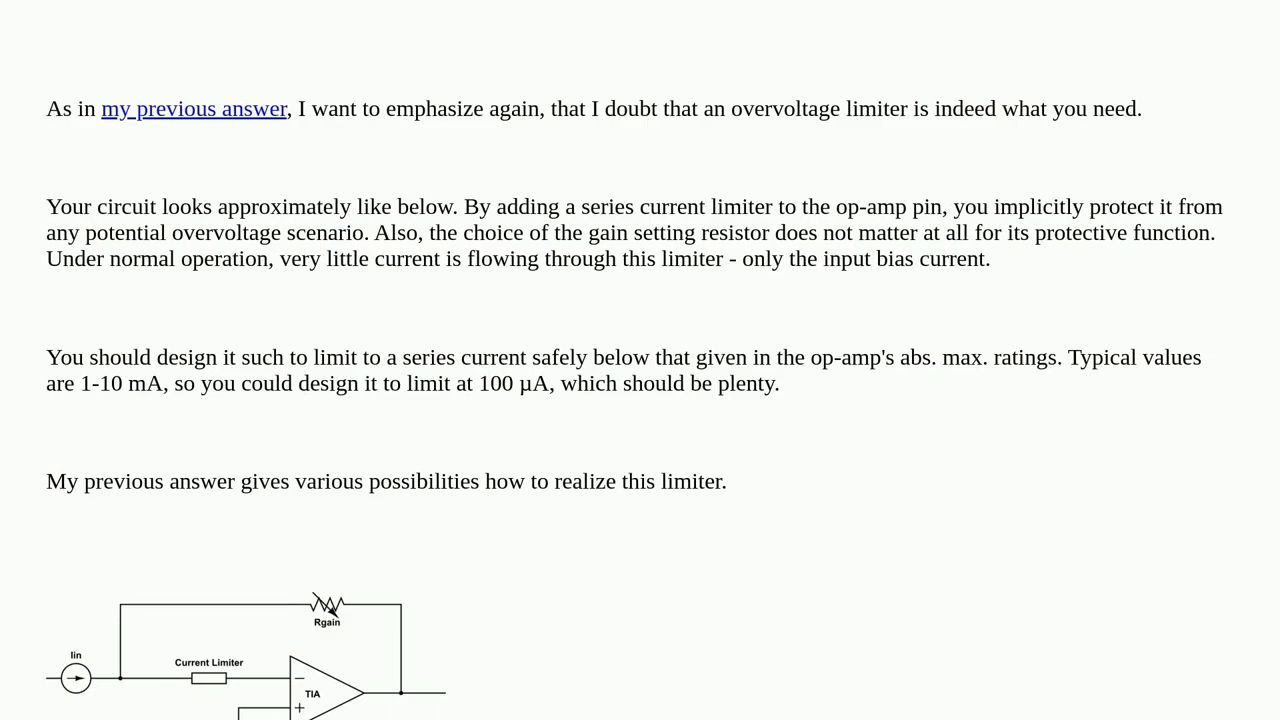 As in my previous answer, I want to emphasize again, that I doubt that an overvoltage limiter is indeed what you need.
Your circuit looks approximately like below. By adding a series current limiter to the op-amp pin, you implicitly protect it from
any potential overvoltage scenario. Also, the choice of the gain setting resistor does not matter at all for its protective function.
Under normal operation, very little current is flowing through this limiter - only the input bias current.
You should design it such to limit to a series current safely below that given in the op-amp's abs. max. ratings. Typical values
are 1-10 mA, so you could design it to limit at 100 µA, which should be plenty.
My previous answer gives various possibilities how to realize this limiter.
Rgain
Iin
Current Limiter
−
TIA
+